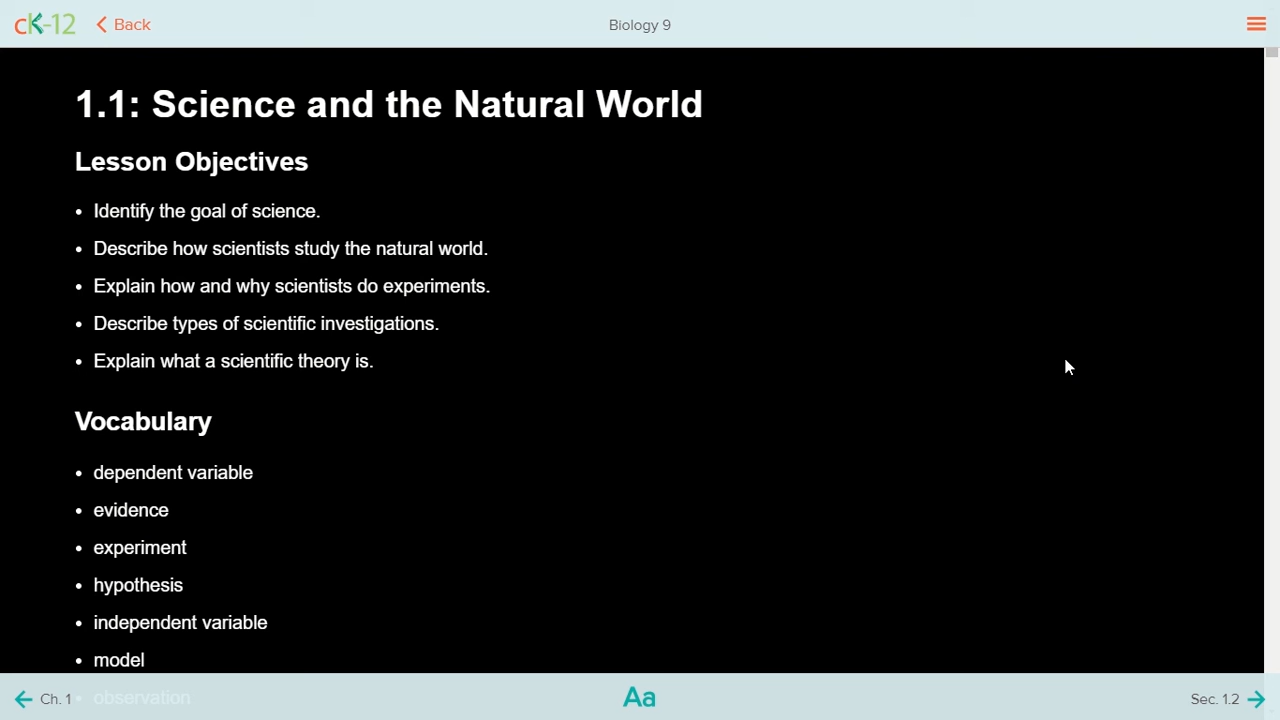 cK-12 Back Biology 9
1.1: Science and the Natural World
Lesson Objectives
• Identify the goal of science.
• Describe how scientists study the natural world.
• Explain how and why scientists do experiments.
• Describe types of scientific investigations.
• Explain what a scientific theory is.
Vocabulary
• dependent variable
• evidence
• experiment
• hypothesis
• independent variable
• model
• observation
Ch. 1 Aa Sec. 1.2